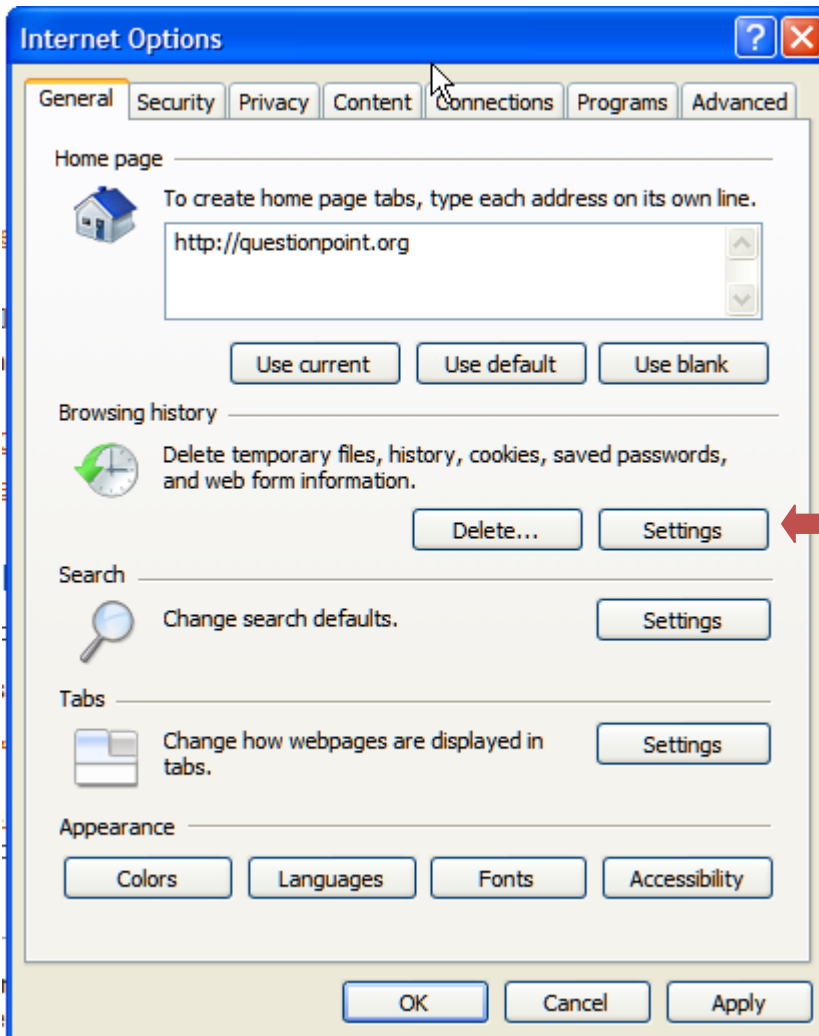 Internet Options
General Security Privacy Content Connections Programs Advanced
Home page
To create home page tabs, type each address on its own line.
http://questionpoint.org
Use current Use default Use blank
Browsing history
Delete temporary files, history, cookies, saved passwords,
and web form information.
Delete... Settings
Search
Change search defaults. Settings
Tabs
Change how webpages are displayed in
tabs.
Settings
Appearance
Colors Languages Fonts Accessibility
OK Cancel Apply